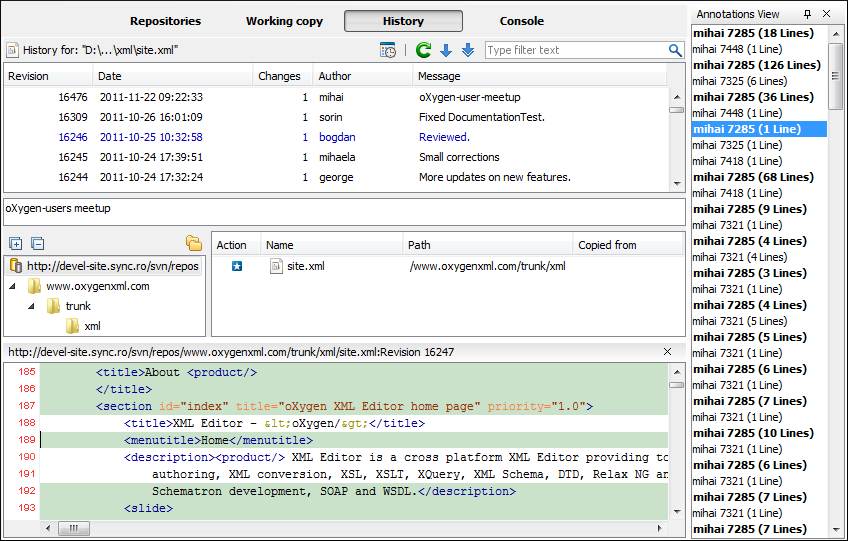 Repositories Working copy History Console
History for: "D:\...\xml\site.xml" Type filter text
Revision Date Changes Author Message
16476 2011-11-22 09:22:33 1 mihai oXygen-user-meetup
16309 2011-10-26 16:01:09 1 sorin Fixed DocumentationTest.
16246 2011-10-25 10:32:58 1 bogdan Reviewed.
16245 2011-10-24 17:39:51 1 mihaela Small corrections
16244 2011-10-24 17:32:24 1 george More updates on new features.
oXygen-users meetup
http://devel-site.sync.ro/svn/repos
www.oxygenxml.com
trunk
xml
Action Name Path Copied from
site.xml /www.oxygenxml.com/trunk/xml
http://devel-site.sync.ro/svn/repos/www.oxygenxml.com/trunk/xml/site.xml:Revision 16247
185 <title>About <product/>
186 </title>
187 <section id="index" title="oXygen XML Editor home page" priority="1.0">
188 <title>XML Editor - &lt;oXygen/&gt;</title>
189 <menutitle>Home</menutitle>
190 <description><product/> XML Editor is a cross platform XML Editor providing to
191 authoring, XML conversion, XSL, XSLT, XQuery, XML Schema, DTD, Relax NG an
192 Schematron development, SOAP and WSDL.</description>
193 <slide>
Annotations View
mihai 7285 (18 Lines)
mihai 7448 (1 Line)
mihai 7285 (126 Lines)
mihai 7325 (6 Lines)
mihai 7285 (36 Lines)
mihai 7448 (1 Line)
mihai 7285 (1 Line)
mihai 7325 (1 Line)
mihai 7418 (1 Line)
mihai 7285 (68 Lines)
mihai 7418 (1 Line)
mihai 7285 (9 Lines)
mihai 7321 (1 Line)
mihai 7285 (4 Lines)
mihai 7321 (4 Lines)
mihai 7285 (3 Lines)
mihai 7321 (1 Line)
mihai 7285 (4 Lines)
mihai 7321 (5 Lines)
mihai 7285 (5 Lines)
mihai 7321 (1 Line)
mihai 7285 (6 Lines)
mihai 7321 (1 Line)
mihai 7285 (7 Lines)
mihai 7321 (1 Line)
mihai 7285 (10 Lines)
mihai 7321 (1 Line)
mihai 7285 (6 Lines)
mihai 7321 (1 Line)
mihai 7285 (7 Lines)
mihai 7321 (1 Line)
mihai 7285 (7 Lines)